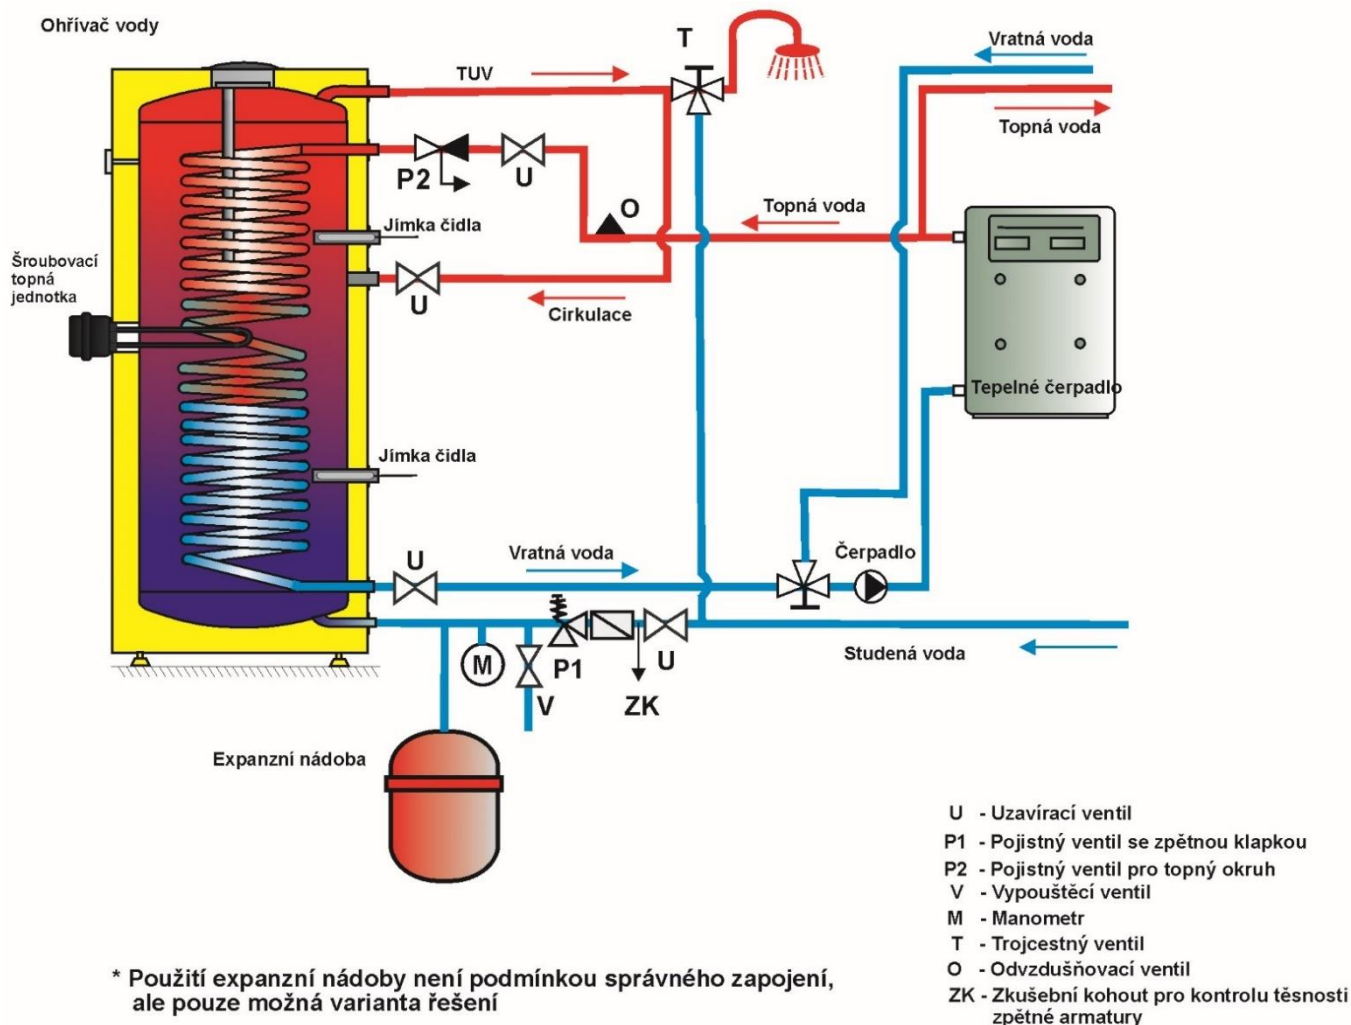 Ohřívač vody
TUV
T
Vratná voda
Topná voda
P2
U
O
Topná voda
Jímka čidla
Šroubovací
topná
jednotka
U
Cirkulace
Tepelné čerpadlo
Jímka čidla
U
Vratná voda
Čerpadlo
M
V
P1
ZK
U
Studená voda
Expanzní nádoba
U - Uzavírací ventil
P1 - Pojistný ventil se zpětnou klapkou
P2 - Pojistný ventil pro topný okruh
V - Vypouštěcí ventil
M - Manometr
T - Trojcestný ventil
O - Odvzdušňovací ventil
ZK - Zkušební kohout pro kontrolu těsnosti
zpětné armatury
* Použití expanzní nádoby není podmínkou správného zapojení,
ale pouze možná varianta řešení